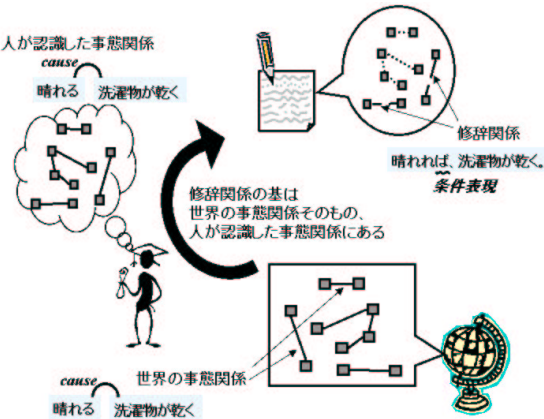 人が認識した事態関係
cause
晴れる 洗濯物が乾く
修辞関係
晴れれば、洗濯物が乾く。
条件表現
修辞関係の基は
世界の事態関係そのもの、
人が認識した事態関係にある
世界の事態関係
cause
晴れる 洗濯物が乾く